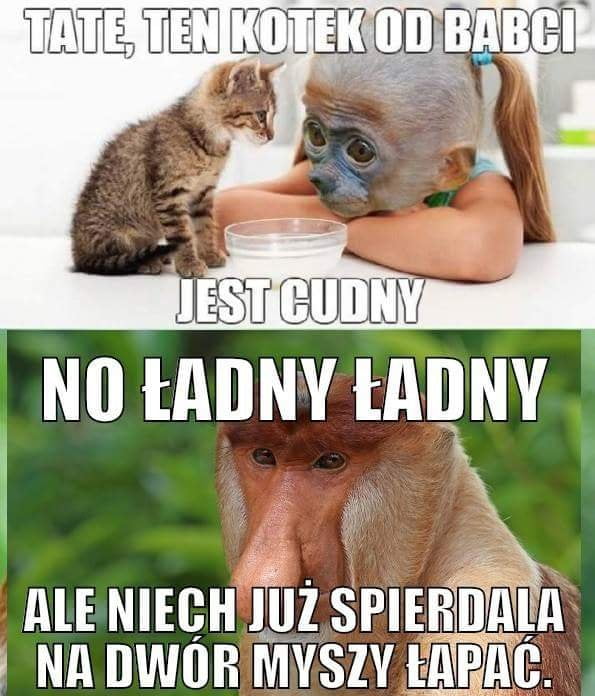 TATE, TEN KOTEK OD BABCI
JEST CUDNY
NO ŁADNY ŁADNY
ALE NIECH JUŻ SPIERDALA
NA DWÓR MYSZY ŁAPAĆ.